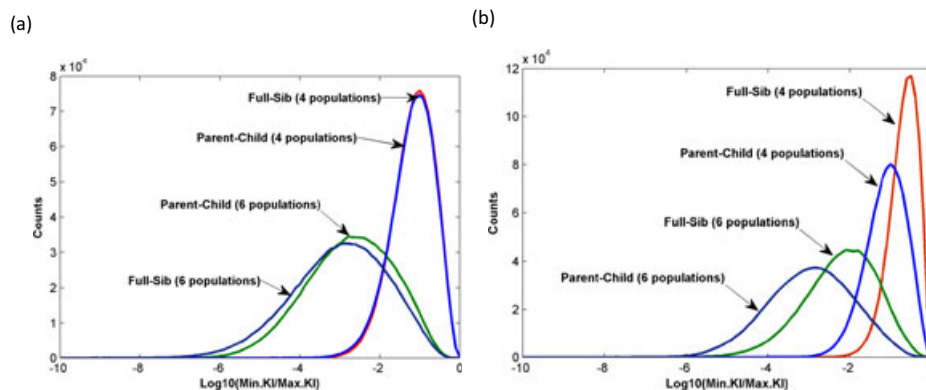 (a)
x 10⁴
Full-Sib (4 populations)
Parent-Child (4 populations)
Parent-Child (6 populations)
Full-Sib (6 populations)
Counts
8
7
6
5
4
3
2
1
0
-10
-8
-6
-4
-2
0
Log10(Min.KI/Max.KI)
(b)
x 10⁴
Full-Sib (4 populations)
Parent-Child (4 populations)
Full-Sib (6 populations)
Parent-Child (6 populations)
Counts
12
10
8
6
4
2
0
-10
-8
-6
-4
-2
Log10(Min.KI/Max.KI)